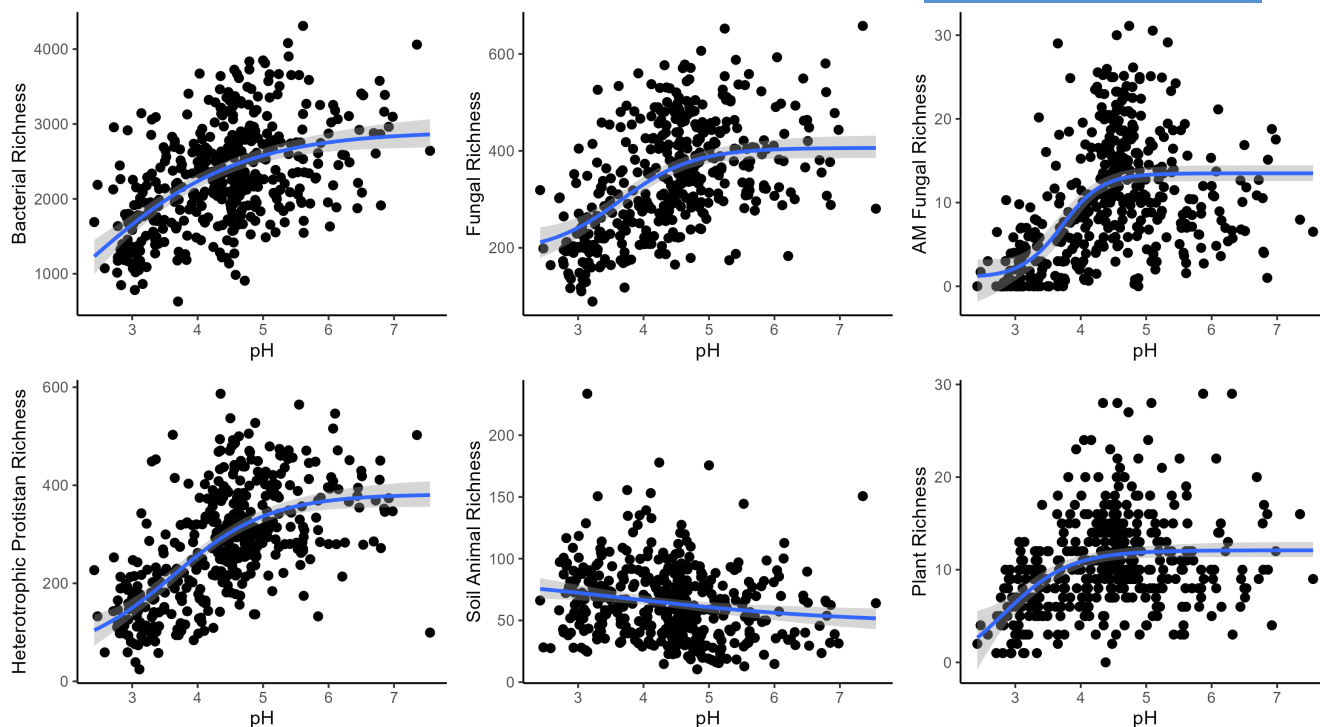 Bacterial Richness
4000
3000
2000
1000
3 4 5 6 7
pH
Fungal Richness
600
400
200
3 4 5 6 7
pH
AM Fungal Richness
30
20
10
0
3 4 5 6 7
pH
Heterotrophic Protistan Richness
600
400
200
0
3 4 5 6 7
pH
Soil Animal Richness
200
150
100
50
0
3 4 5 6 7
pH
Plant Richness
30
20
10
0
3 4 5 6 7
pH